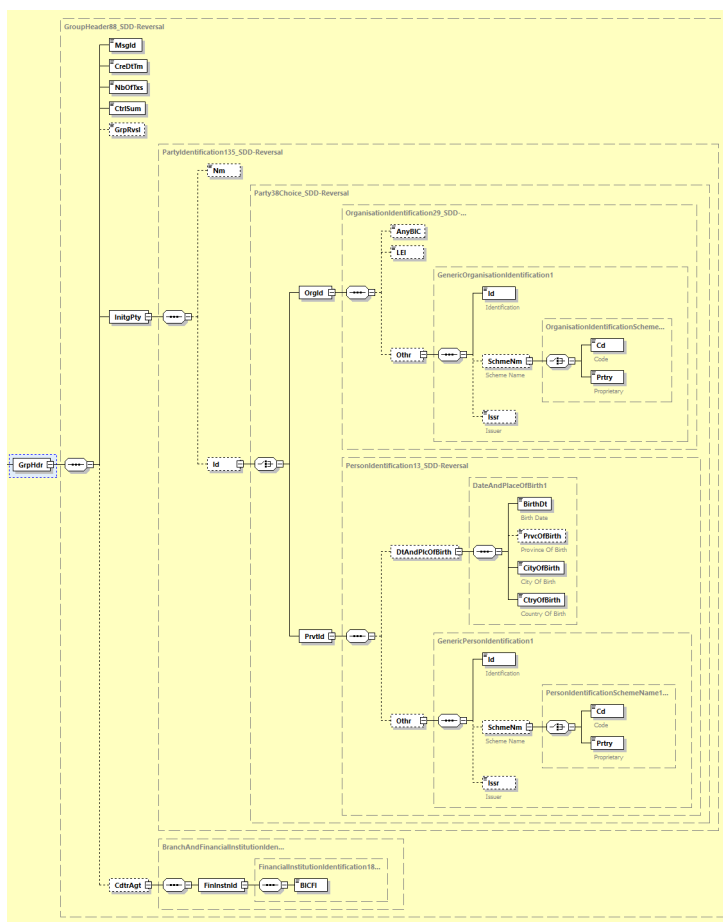 GroupHeader88_SDD-Reversal
MsgId
CreDtTm
NbOfTxs
CtrlSum
GrpRvsl
PartyIdentification135_SDD-Reversal
Nm
Party38Choice_SDD-Reversal
OrganisationIdentification29_SDD-...
AnyBIC
LEI
GenericOrganisationIdentification1
OrgId
Id
Identification
OrganisationIdentificationScheme...
InitgPty
Cd
Code
Othr
SchmeNm
Scheme Name
Prtry
Proprietary
Issr
Issuer
GrpHdr
Id
PersonIdentification13_SDD-Reversal
DateAndPlaceOfBirth1
BirthDt
Birth Date
PrvcOfBirth
Province Of Birth
DtAndPlcOfBirth
CityOfBirth
City Of Birth
CtryOfBirth
Country Of Birth
PrvtId
GenericPersonIdentification1
Id
Identification
PersonIdentificationSchemeName1...
Cd
Code
Othr
SchmeNm
Scheme Name
Prtry
Proprietary
Issr
Issuer
BranchAndFinancialInstitutionIden...
FinancialInstitutionIdentification18...
CdtrAgt
FinInstnId
BICFI